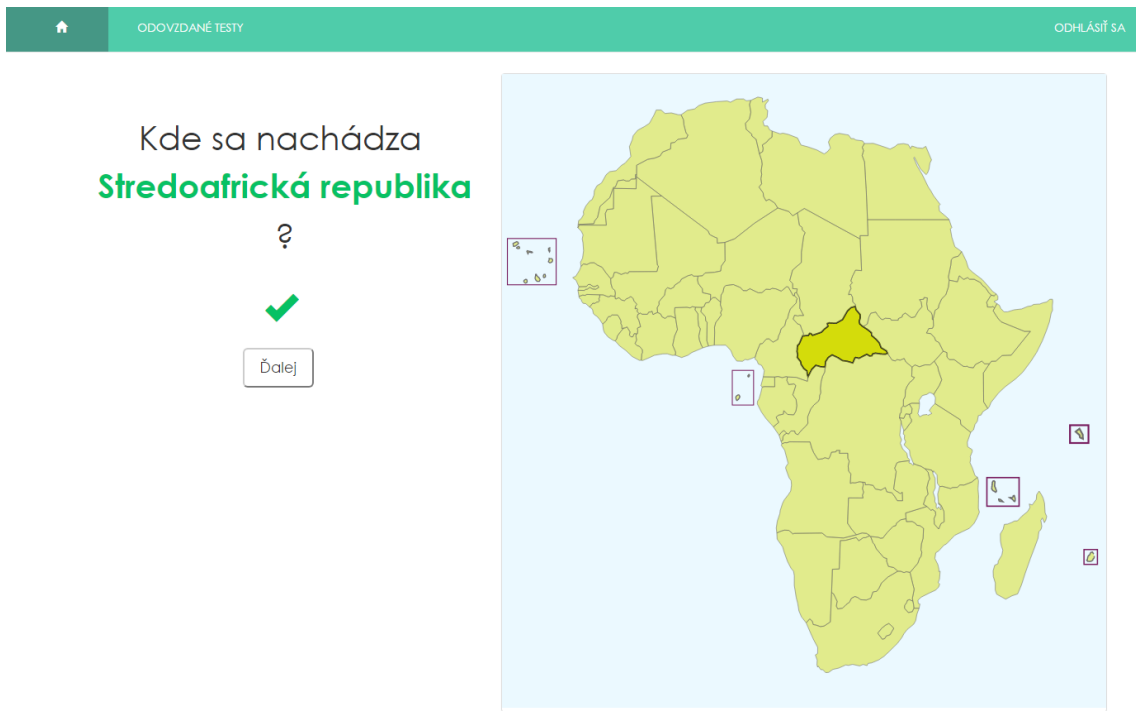 ODOVZDANÉ TESTY
ODHLÁSIŤ SA
Kde sa nachádza
Stredoafrická republika
?
Ďalej